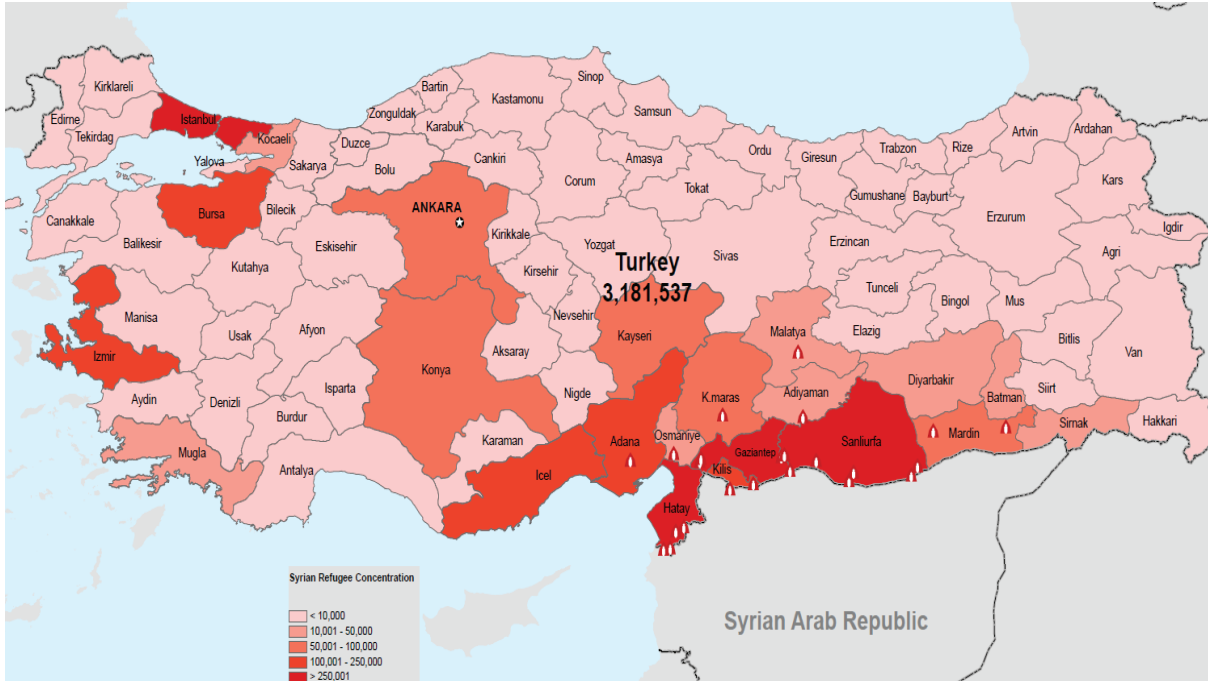 Kirklareli
Edirne
Tekirdag
Istanbul
Kocaeli
Yalova
Sakarya
Duzce
Zonguldak
Bartin
Karabuk
Kastamonu
Sinop
Samsun
Bolu
Cankiri
Corum
Amasya
Tokat
Ordu
Giresun
Trabzon
Rize
Artvin
Ardahan
Kars
Gumushane
Bayburt
Erzurum
Igdir
Agri
Canakkale
Balikesir
Bursa
Bilecik
Eskisehir
ANKARA
Kirikkale
Yozgat
Sivas
Erzincan
Tunceli
Bingol
Mus
Kutahya
Kirsehir
Turkey
3,181,537
Manisa
Usak
Afyon
Nevsehir
Kayseri
Malatya
Elazig
Bitlis
Van
Izmir
Aksaray
Konya
Aydin
Denizli
Isparta
Burdur
Nigde
K.maras
Adiyaman
Diyarbakir
Batman
Siirt
Mugla
Antalya
Karaman
Icel
Adana
Osmaniye
Gaziantep
Kilis
Sanliurfa
Mardin
Sirnak
Hakkari
Hatay
Syrian Arab Republic
Syrian Refugee Concentration
< 10,000
10,001 - 50,000
50,001 - 100,000
100,001 - 250,000
> 250,001